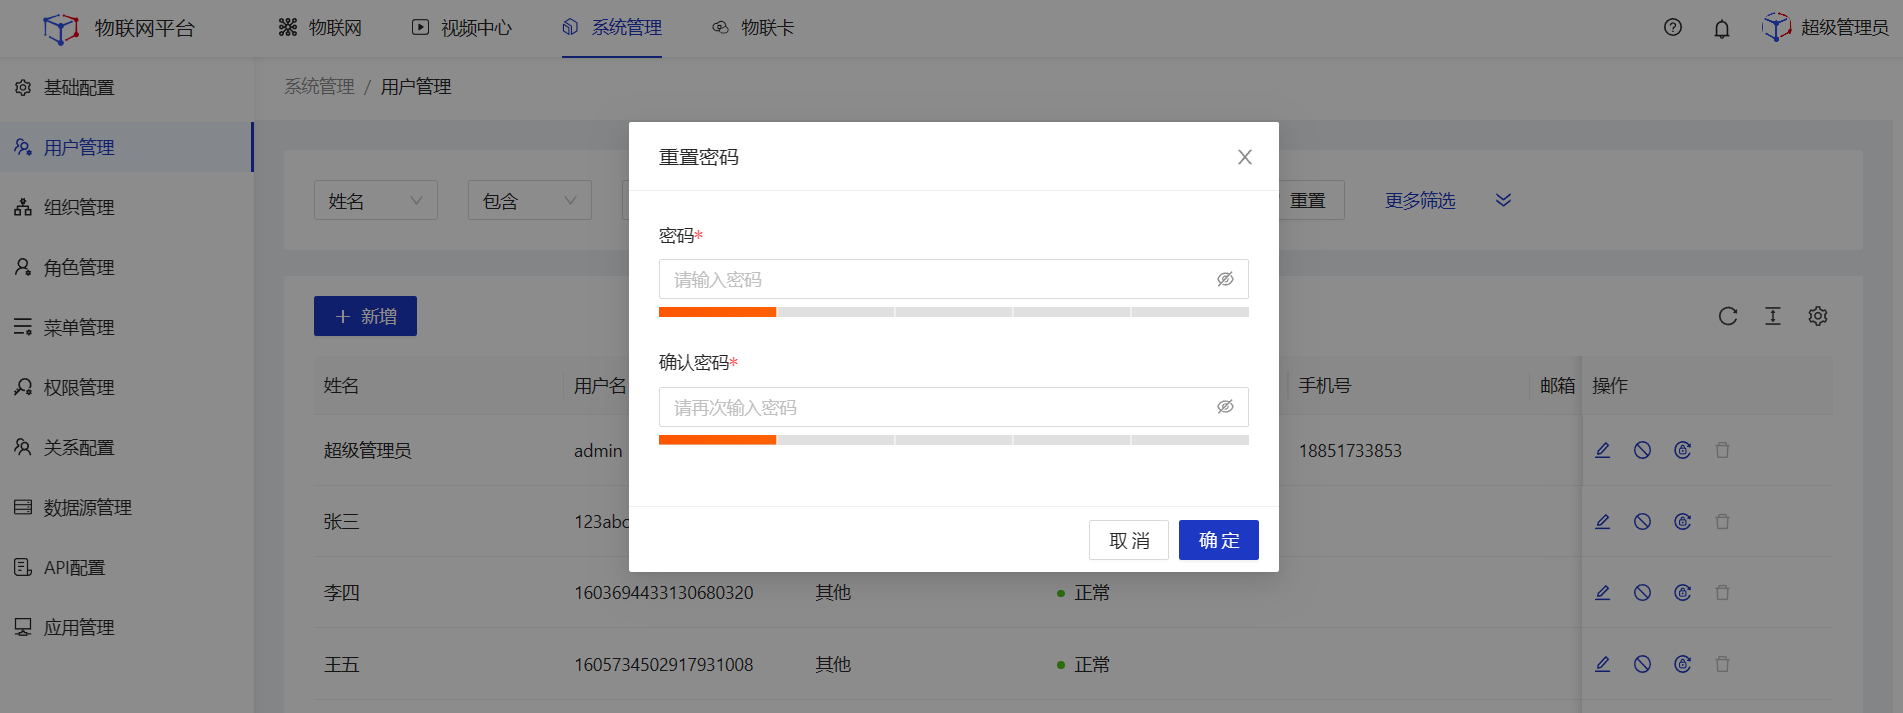 物联网平台
物联网
视频中心
系统管理
物联卡
超级管理员
基础配置
用户管理
组织管理
角色管理
菜单管理
权限管理
关系配置
数据源管理
API配置
应用管理
系统管理 / 用户管理
姓名
包含
重置
更多筛选
新增
姓名 用户名 手机号 邮箱 操作
超级管理员 admin 18851733853
张三 123abc
李四 1603694433130680320 其他 正常
王五 1605734502917931008 其他 正常
重置密码
密码*
请输入密码
确认密码*
请再次输入密码
取消
确定